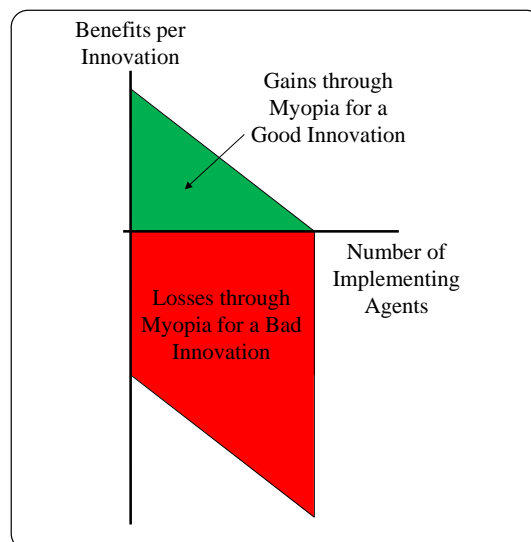 Benefits per
Innovation
Gains through
Myopia for a
Good Innovation
Number of
Implementing
Agents
Losses through
Myopia for a Bad
Innovation